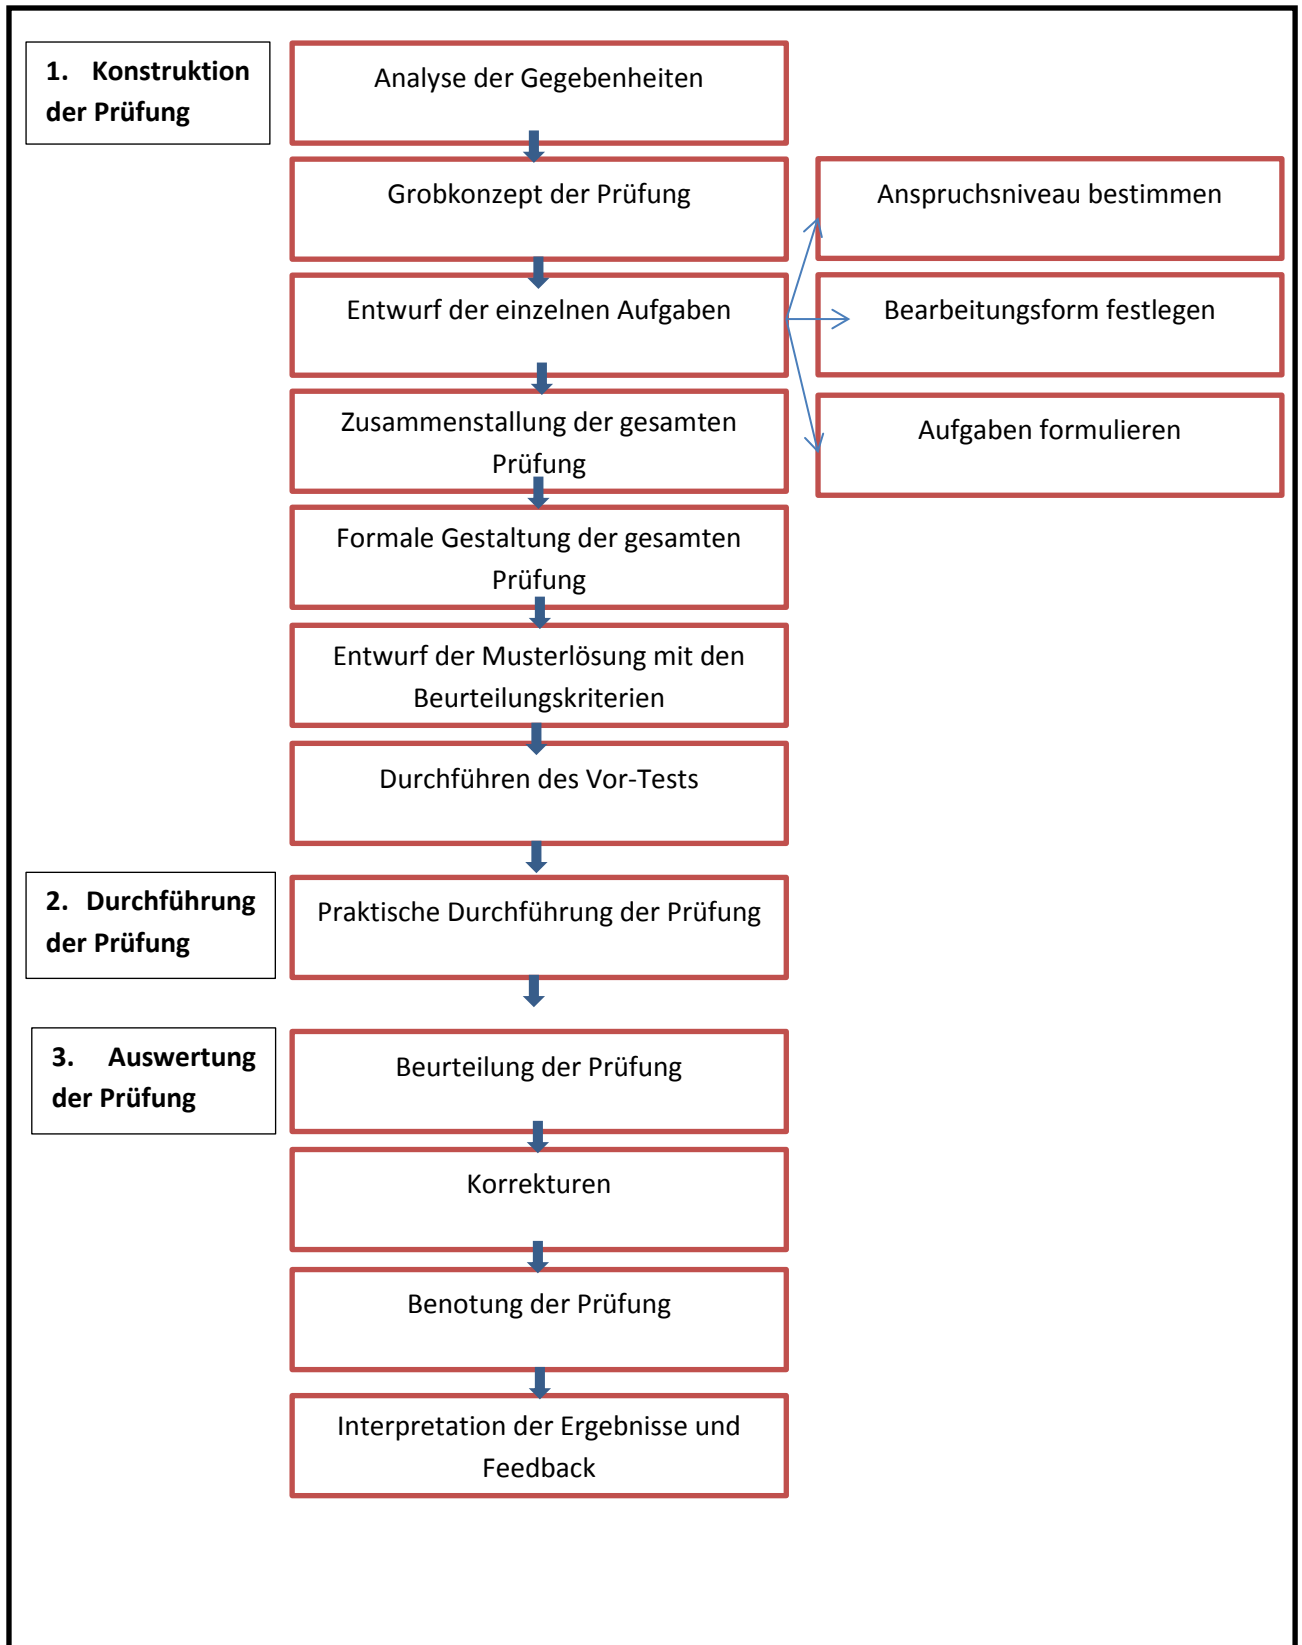 1. Konstruktion
der Prüfung
Analyse der Gegebenheiten
Grobkonzept der Prüfung
Anspruchsniveau bestimmen
Entwurf der einzelnen Aufgaben
Bearbeitungsform festlegen
Zusammenstallung der gesamten
Prüfung
Aufgaben formulieren
Formale Gestaltung der gesamten
Prüfung
Entwurf der Musterlösung mit den
Beurteilungskriterien
Durchführen des Vor-Tests
2. Durchführung
der Prüfung
Praktische Durchführung der Prüfung
3. Auswertung
der Prüfung
Beurteilung der Prüfung
Korrekturen
Benotung der Prüfung
Interpretation der Ergebnisse und
Feedback